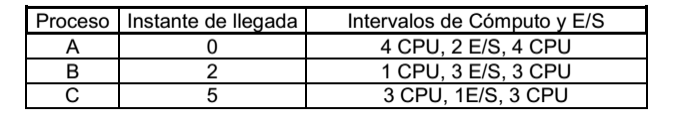 Proceso Instante de llegada Intervalos de Cómputo y E/S
A 0 4 CPU, 2 E/S, 4 CPU
B 2 1 CPU, 3 E/S, 3 CPU
C 5 3 CPU, 1E/S, 3 CPU